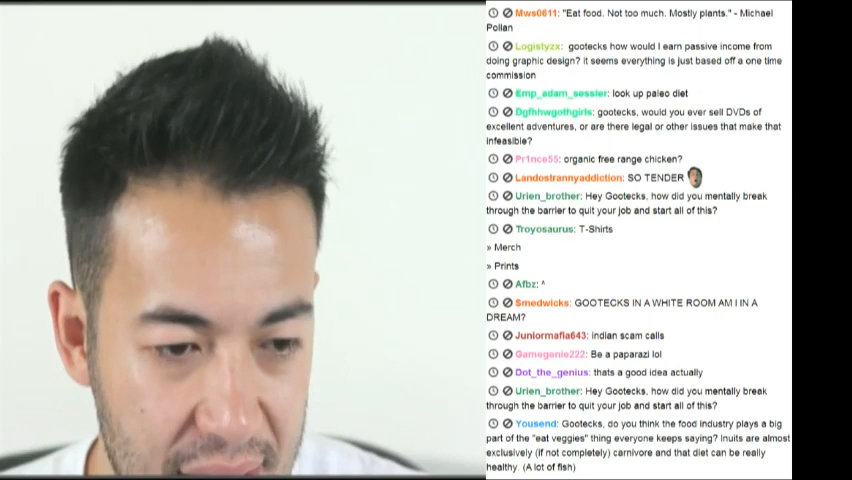 Mws0611: "Eat food. Not too much. Mostly plants." - Michael
Pollan
Logistyzx: gootecks how would I earn passive income from
doing graphic design? it seems everything is just based off a one time
commission
Emp_adam_sessler: look up paleo diet
Dgfhhwgothgirls: gootecks, would you ever sell DVDs of
excellent adventures, or are there legal or other issues that make that
infeasible?
Pr1nce55: organic free range chicken?
Landostrannyaddiction: SO TENDER
Urien_brother: Hey Gootecks, how did you mentally break
through the barrier to quit your job and start all of this?
Troyosaurus: T-Shirts
» Merch
» Prints
Afbz: ^
Smedwicks: GOOTECKS IN A WHITE ROOM AM I IN A
DREAM?
Juniormafia643: indian scam calls
Gamegenie222: Be a paparazi lol
Dot_the_genius: thats a good idea actually
Urien_brother: Hey Gootecks, how did you mentally break
through the barrier to quit your job and start all of this?
Yousend: Gootecks, do you think the food industry plays a big
part of the "eat veggies" thing everyone keeps saying? Inuits are almost
exclusively (if not completely) carnivore and that diet can be really
healthy. (A lot of fish)